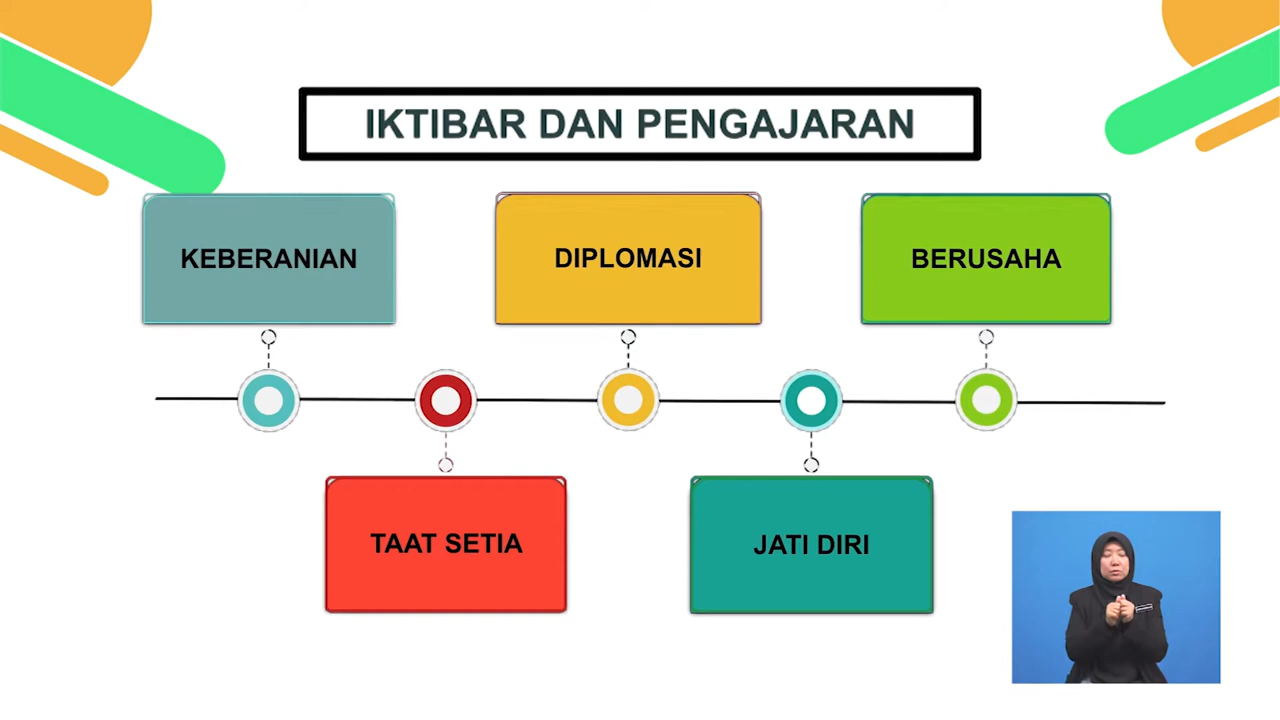 IKTIBAR DAN PENGAJARAN
KEBERANIAN
DIPLOMASI
BERUSAHA
TAAT SETIA
JATI DIRI